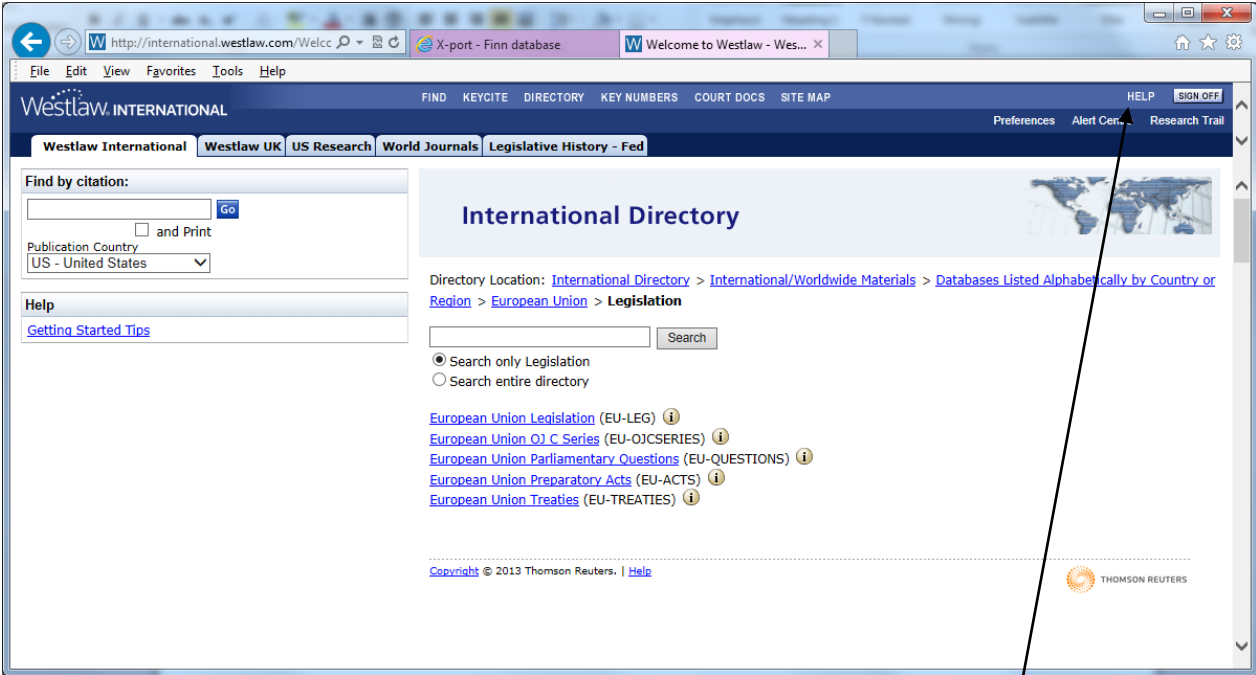 http://international.westlaw.com/Welcc
X-port - Finn database
Welcome to Westlaw - Wes...
File Edit View Favorites Tools Help
Westlaw. INTERNATIONAL
FIND KEYCITE DIRECTORY KEY NUMBERS COURT DOCS SITE MAP
HELP SIGN OFF
Preferences Alert Center Research Trail
Westlaw International Westlaw UK US Research World Journals Legislative History - Fed
Find by citation:
Go
and Print
Publication Country
US - United States
Help
Getting Started Tips
International Directory
Directory Location: International Directory > International/Worldwide Materials > Databases Listed Alphabetically by Country or
Region > European Union > Legislation
Search
Search only Legislation
Search entire directory
European Union Legislation (EU-LEG)
European Union OJ C Series (EU-OJCSERIES)
European Union Parliamentary Questions (EU-QUESTIONS)
European Union Preparatory Acts (EU-ACTS)
European Union Treaties (EU-TREATIES)
Copyright © 2013 Thomson Reuters. | Help
THOMSON REUTERS